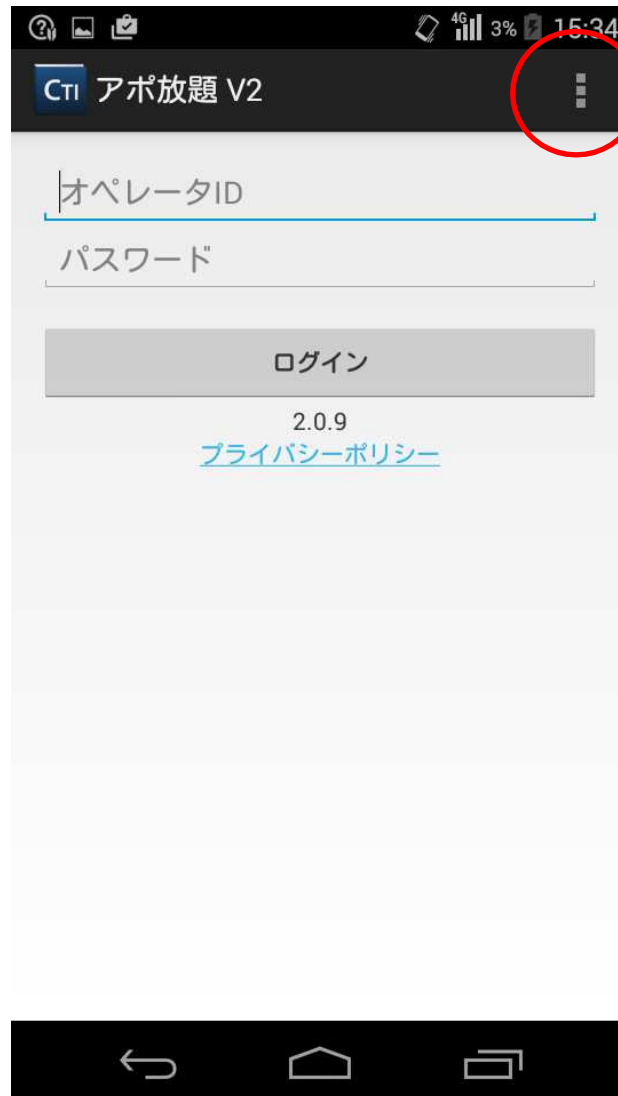 4G 3% 15:34
CTI アポ放題 V2
オペレータID
パスワード
ログイン
2.0.9
プライバシーポリシー